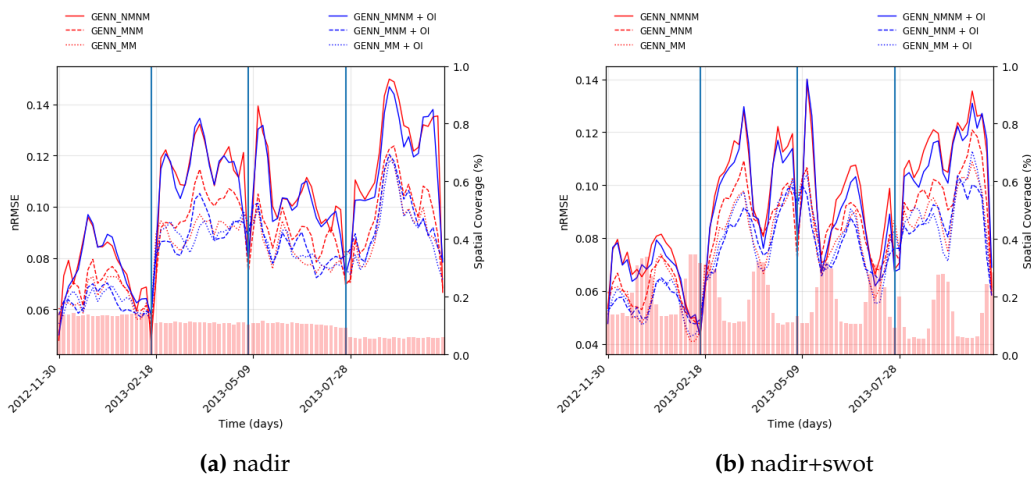 GENN_NMNM
GENN_MNM
GENN_MM
GENN_NMNM + OI
GENN_MNM + OI
GENN_MM + OI
nRMSE
0.14
0.12
0.10
0.08
0.06
1.0
0.8
0.6
0.4
0.2
0.0
Spatial Coverage (%)
2012-11-30
2013-02-18
2013-05-09
2013-07-28
Time (days)
(a) nadir
GENN_NMNM
GENN_MNM
GENN_MM
GENN_NMNM + OI
GENN_MNM + OI
GENN_MM + OI
nRMSE
0.14
0.12
0.10
0.08
0.06
0.04
1.0
0.8
0.6
0.4
0.2
0.0
Spatial Coverage (%)
2012-11-30
2013-02-18
2013-05-09
2013-07-28
Time (days)
(b) nadir+swot